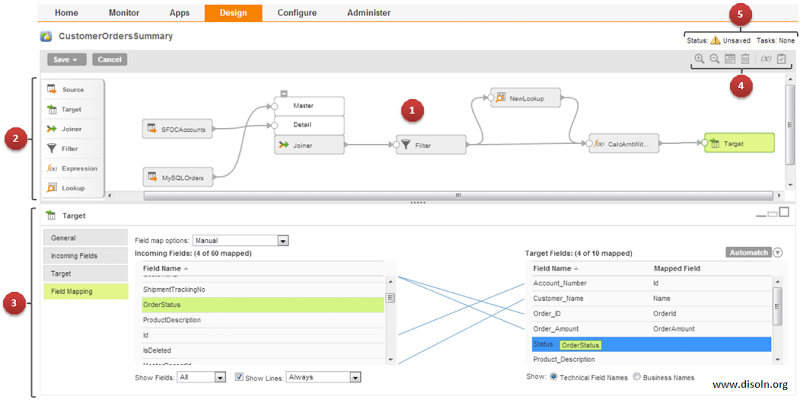 Home Monitor Apps Design Configure Administer
5
CustomerOrdersSummary
Status: Unsaved Tasks: None
Save Cancel
(x)
4
2
Source
Target
Joiner
Filter
f(x) Expression
Lookup
1
SFDCAccounts
MySQLOrders
Master
Detail
Joiner
Filter
NewLookup
f(x) CalcAmtWit...
Target
3
Target
General
Incoming Fields
Target
Field Mapping
Field map options: Manual
Incoming Fields: (4 of 60 mapped)
Field Name
ShipmentTrackingNo
OrderStatus
ProductDescription
Id
IsDeleted
Show Fields: All Show Lines: Always
Target Fields: (4 of 10 mapped)
Automatch
Field Name Mapped Field
Account_Number Id
Customer_Name Name
Order_ID OrderId
Order_Amount OrderAmount
Status OrderStatus
Product_Description
Show: Technical Field Names Business Names
www.disoln.org